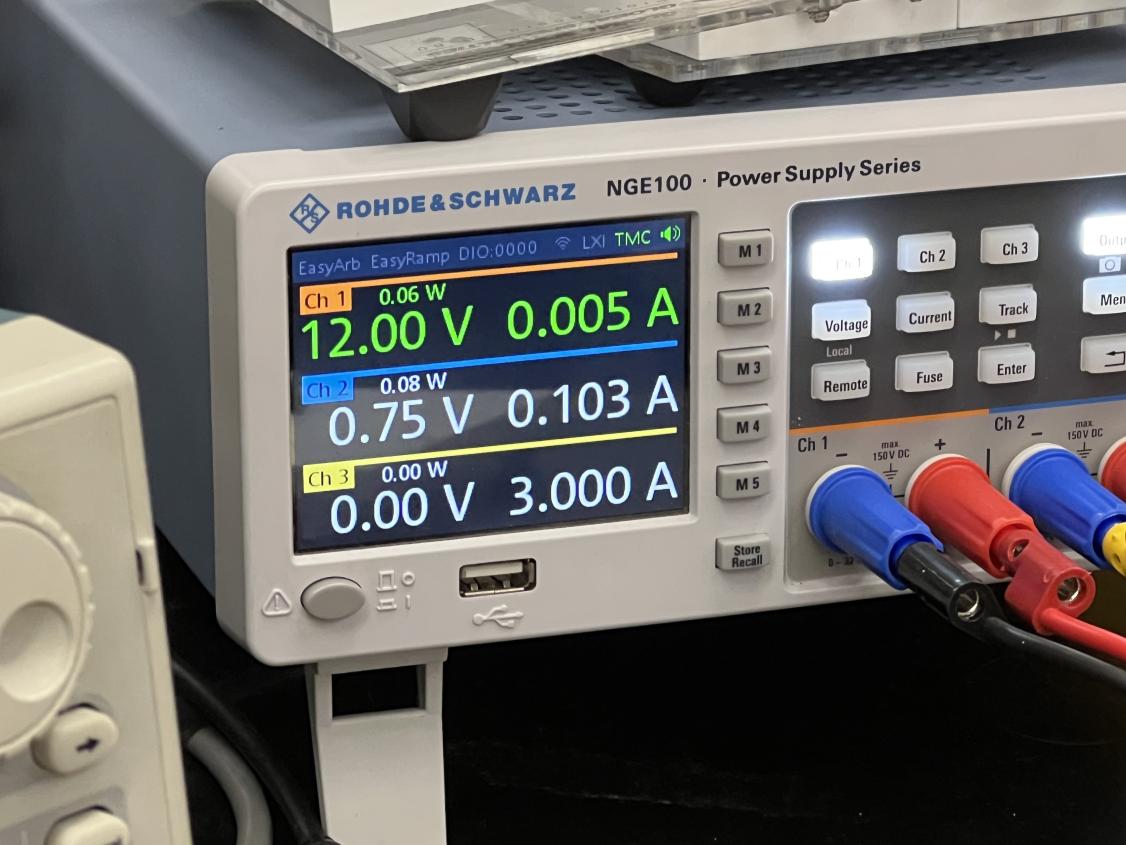 ROHDE & SCHWARZ NGE100 · Power Supply Series
EasyArb EasyRamp DIO:0000 LXI TMC
Ch 1 0.06 W
12.00 V 0.005 A
Ch 2 0.08 W
0.75 V 0.103 A
Ch 3 0.00 W
0.00 V 3.000 A
M 1
M 2
M 3
M 4
M 5
Store
Recall
Ch 1 Ch 2 Ch 3
Voltage Current Track
Local
Remote Fuse Enter
Ch 1 − max.
150V DC + Ch 2 − max.
150V DC